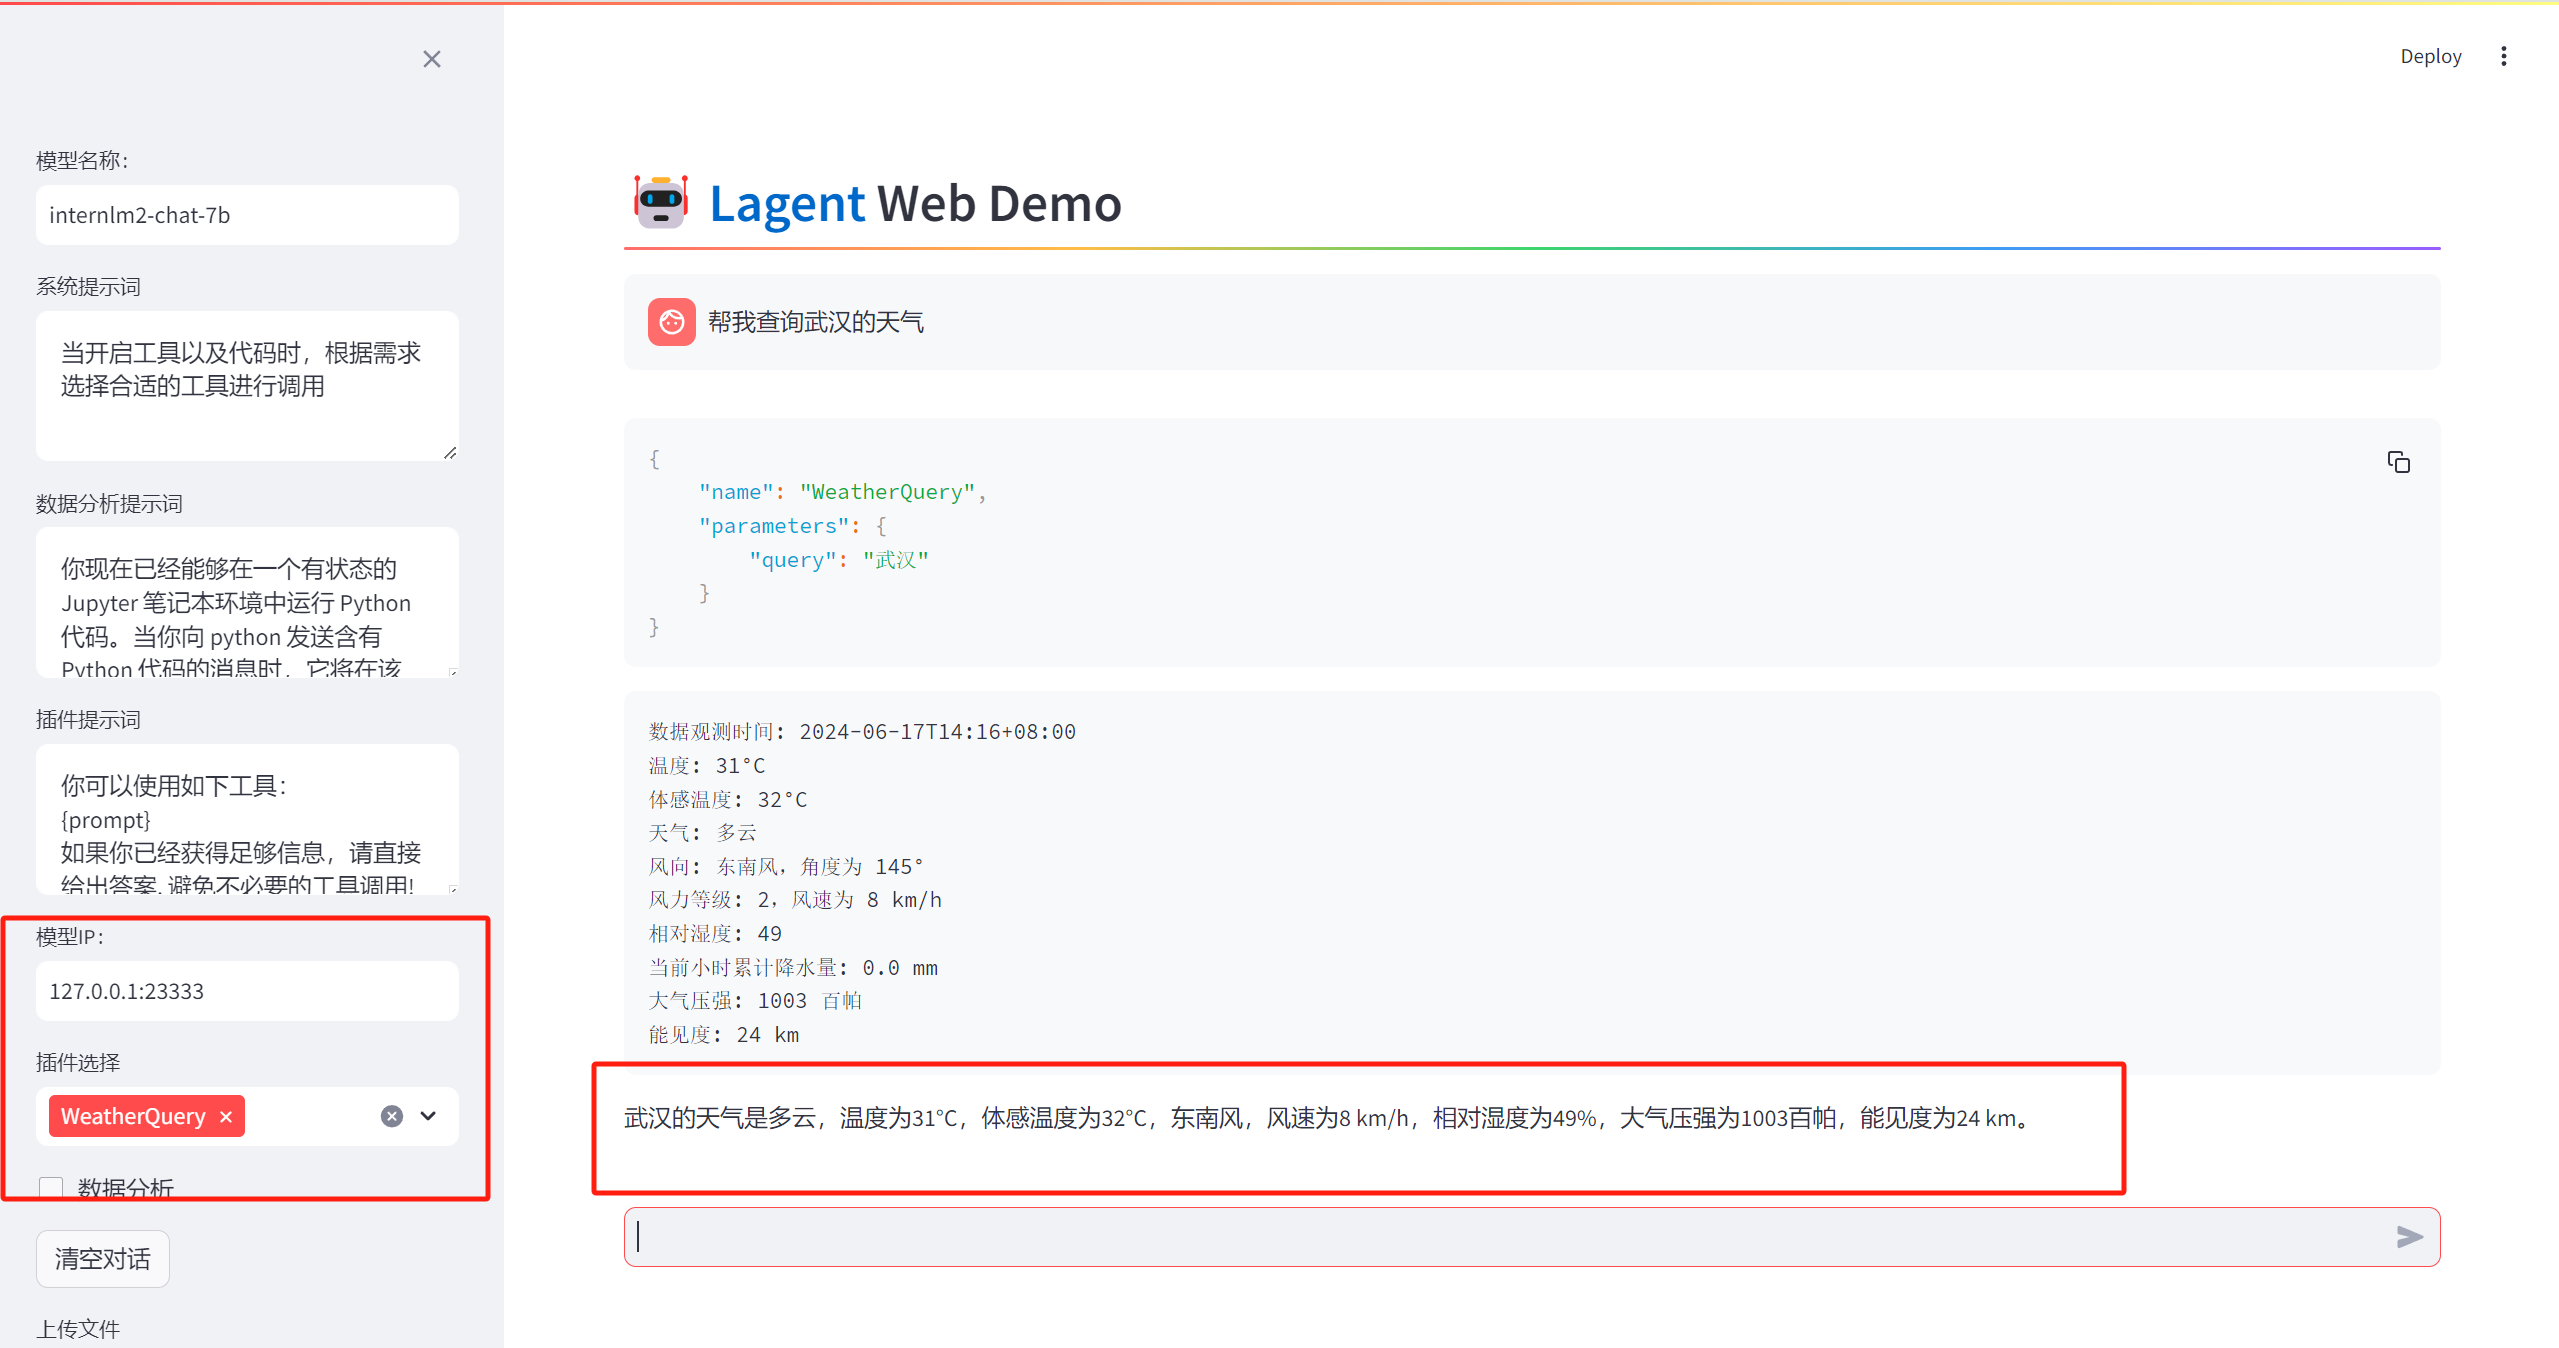 Deploy
模型名称：
internlm2-chat-7b
系统提示词
当开启工具以及代码时，根据需求
选择合适的工具进行调用
数据分析提示词
你现在已经能够在一个有状态的
Jupyter 笔记本环境中运行 Python
代码。当你向 python 发送含有
Python 代码的消息时，它将在该
插件提示词
你可以使用如下工具：
{prompt}
如果你已经获得足够信息，请直接
给出答案. 避免不必要的工具调用!
模型IP：
127.0.0.1:23333
插件选择
WeatherQuery
数据分析
清空对话
上传文件
Lagent Web Demo
帮我查询武汉的天气
{
    "name": "WeatherQuery",
    "parameters": {
        "query": "武汉"
    }
}
数据观测时间: 2024-06-17T14:16+08:00
温度: 31°C
体感温度: 32°C
天气: 多云
风向: 东南风，角度为 145°
风力等级: 2，风速为 8 km/h
相对湿度: 49
当前小时累计降水量: 0.0 mm
大气压强: 1003 百帕
能见度: 24 km
武汉的天气是多云，温度为31°C，体感温度为32°C，东南风，风速为8 km/h，相对湿度为49%，大气压强为1003百帕，能见度为24 km。